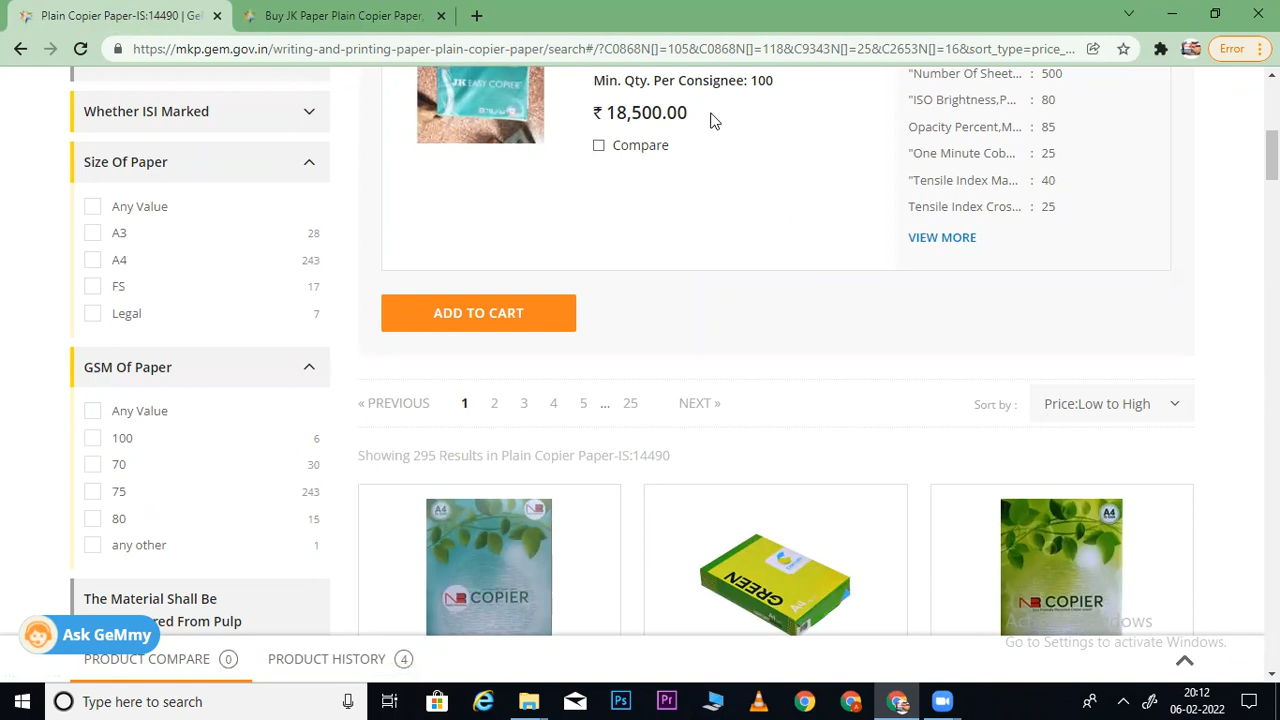 Plain Copier Paper-IS:14490 | Gel
Buy JK Paper Plain Copier Paper,
https://mkp.gem.gov.in/writing-and-printing-paper-plain-copier-paper/search#/?C0868N[]=105&C0868N[]=118&C9343N[]=25&C2653N[]=16&sort_type=price_...
Error
Whether ISI Marked
Size Of Paper
Any Value
A3 28
A4 243
FS 17
Legal 7
GSM Of Paper
Any Value
100 6
70 30
75 243
80 15
any other 1
The Material Shall Be
red From Pulp
Ask GeMmy
JK EASY COPIER
Min. Qty. Per Consignee: 100
₹ 18,500.00
Compare
"Number Of Sheet... : 500
"ISO Brightness,P... : 80
Opacity Percent,M... : 85
"One Minute Cob... : 25
"Tensile Index Ma... : 40
Tensile Index Cros... : 25
VIEW MORE
ADD TO CART
« PREVIOUS 1 2 3 4 5 ... 25 NEXT »
Sort by : Price:Low to High
Showing 295 Results in Plain Copier Paper-IS:14490
A4
COPIER
GREEN
A4
A4
COPIER
Go to Settings to activate Windows.
PRODUCT COMPARE 0
PRODUCT HISTORY 4
Type here to search
Ps
Pr
20:12
06-02-2022